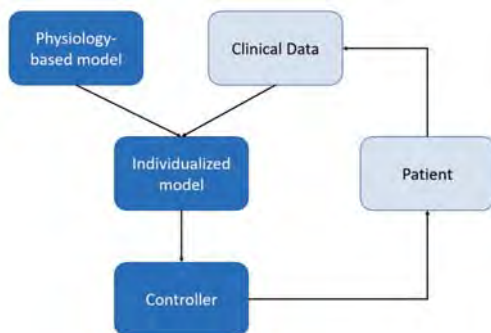 Physiology-
based model
Clinical Data
Individualized
model
Patient
Controller